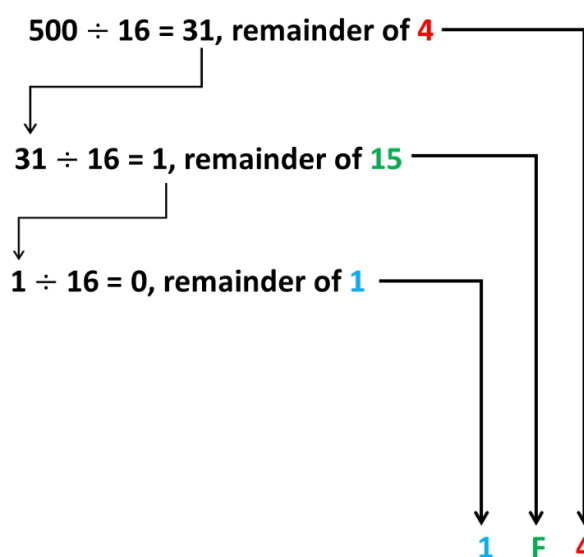 500 ÷ 16 = 31, remainder of 4
31 ÷ 16 = 1, remainder of 15
1 ÷ 16 = 0, remainder of 1
1 F 4